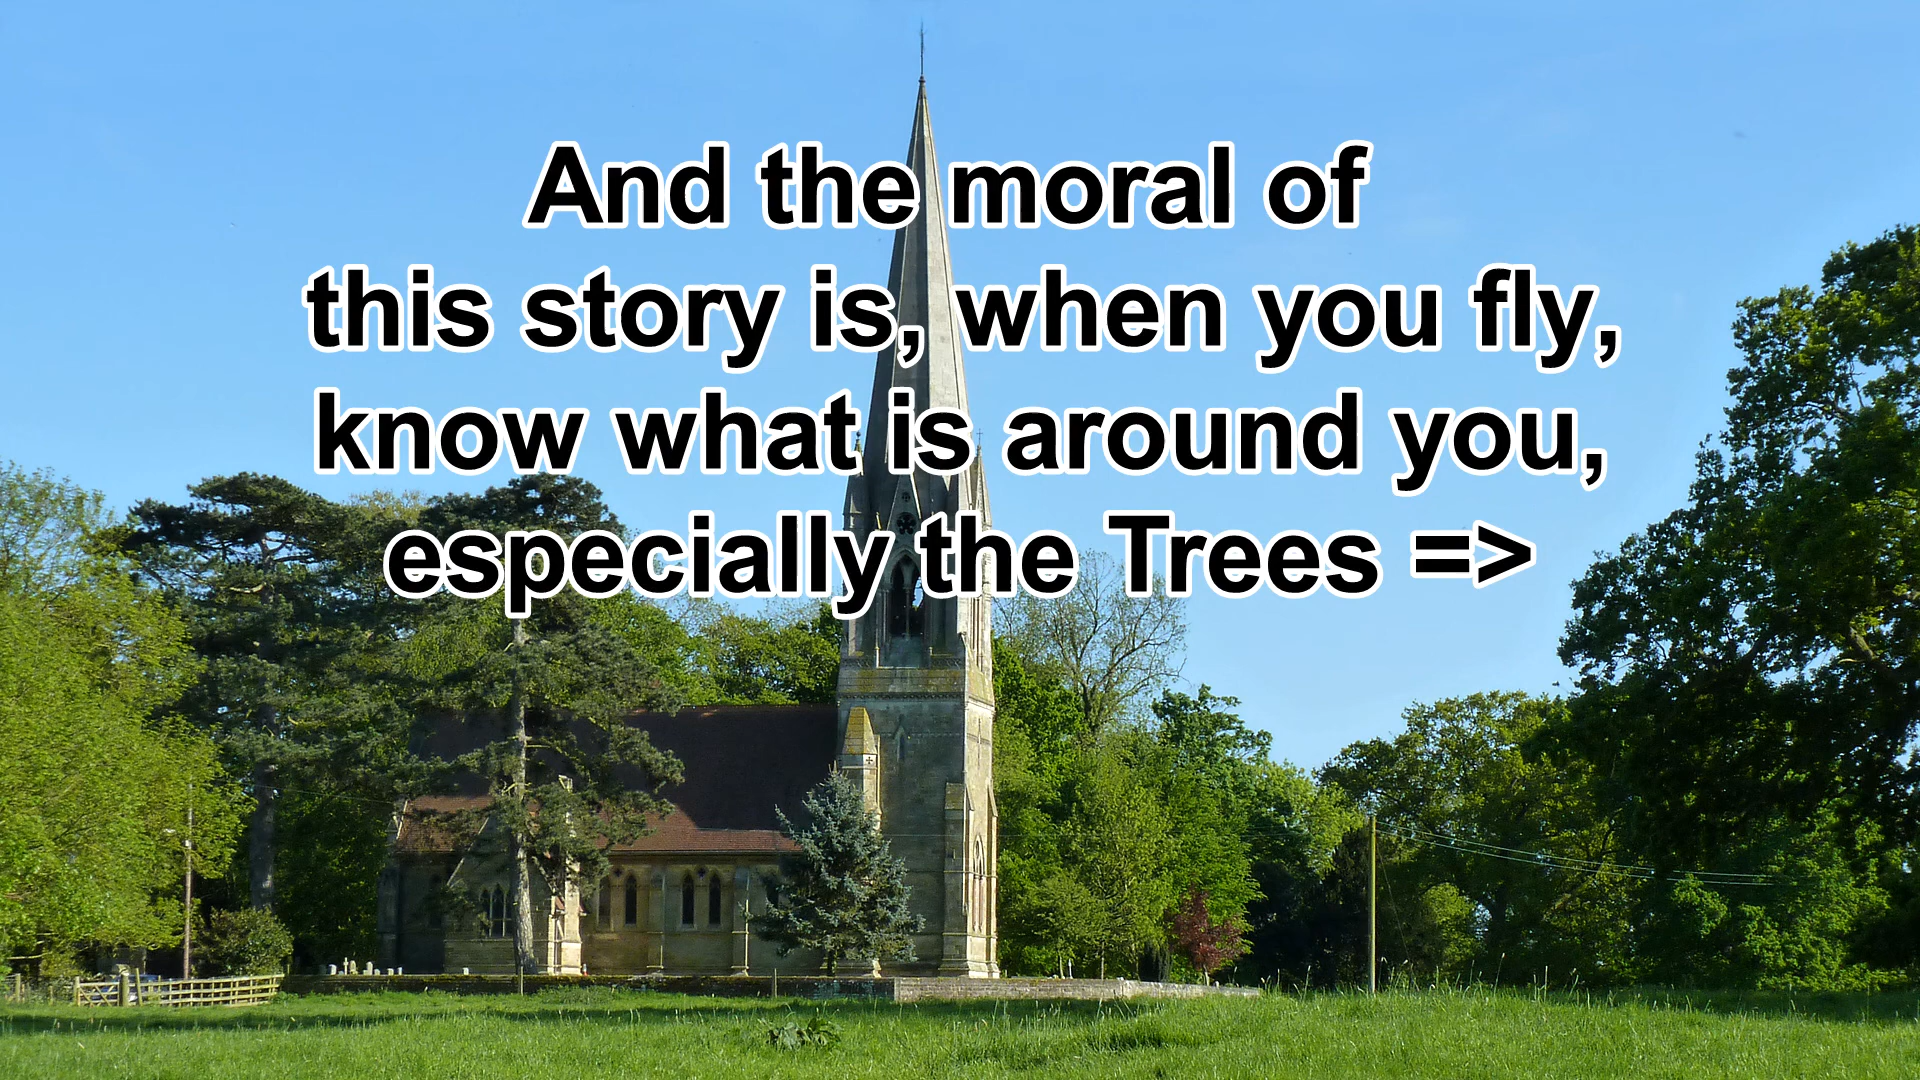 And the moral of
this story is, when you fly,
know what is around you,
especially the Trees =>